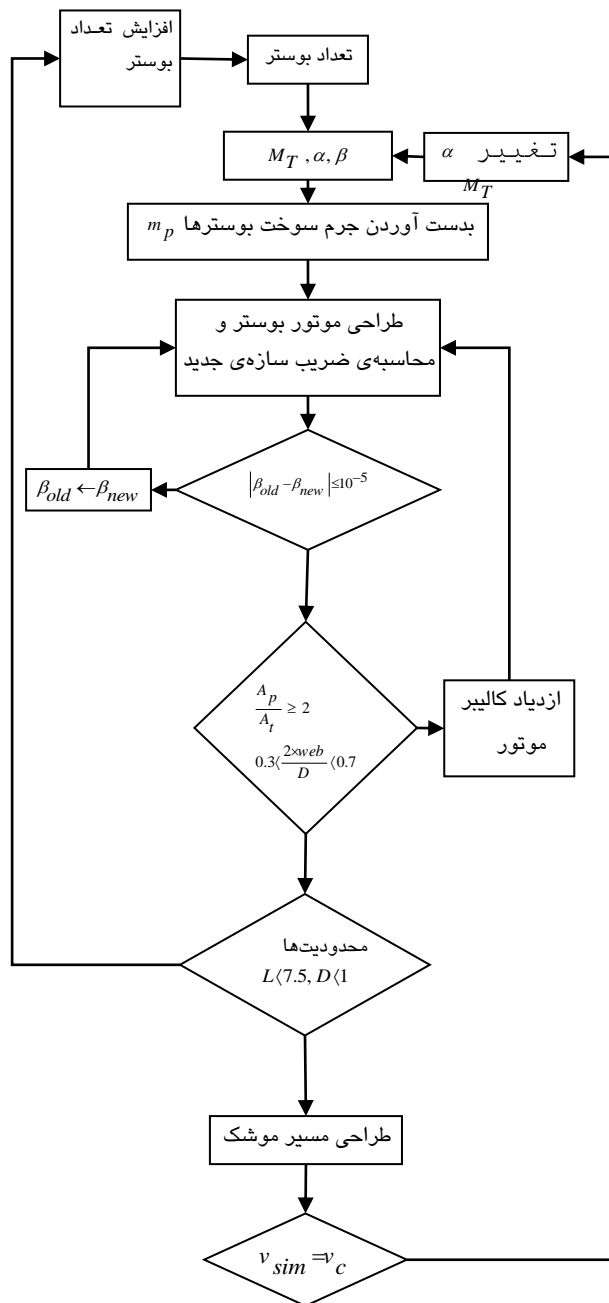 افزایش تعداد
بوستر
تعداد بوستر
M_T , α, β
تغییر α
M_T
بدست آوردن جرم سوخت بوسترها m_p
طراحی موتور بوستر و
محاسبه‌ی ضریب سازه‌ی جدید
|β_old − β_new| ≤ 10^−5
β_old ← β_new
A_p / A_t ≥ 2
0.3⟨ 2×web / D ⟨0.7
ازدیاد کالیبر
موتور
محدودیت‌ها
L⟨7.5, D⟨1
طراحی مسیر موشک
v_sim = v_c